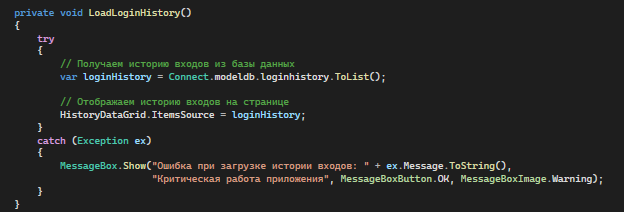 private void LoadLoginHistory()
{
    try
    {
        // Получаем историю входов из базы данных
        var loginHistory = Connect.modeldb.loginhistory.ToList();

        // Отображаем историю входов на странице
        HistoryDataGrid.ItemsSource = loginHistory;
    }
    catch (Exception ex)
    {
        MessageBox.Show("Ошибка при загрузке истории входов: " + ex.Message.ToString(),
                        "Критическая работа приложения", MessageBoxButton.OK, MessageBoxImage.Warning);
    }
}